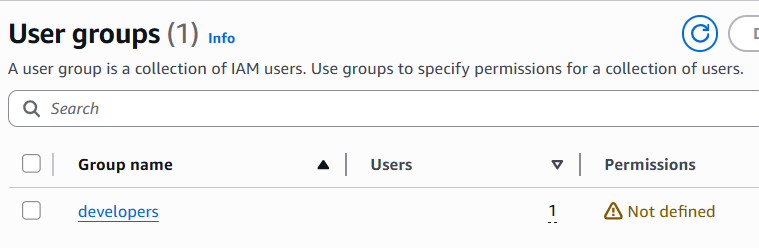 User groups (1) Info
A user group is a collection of IAM users. Use groups to specify permissions for a collection of users.
Search
Group name Users Permissions
developers 1 Not defined